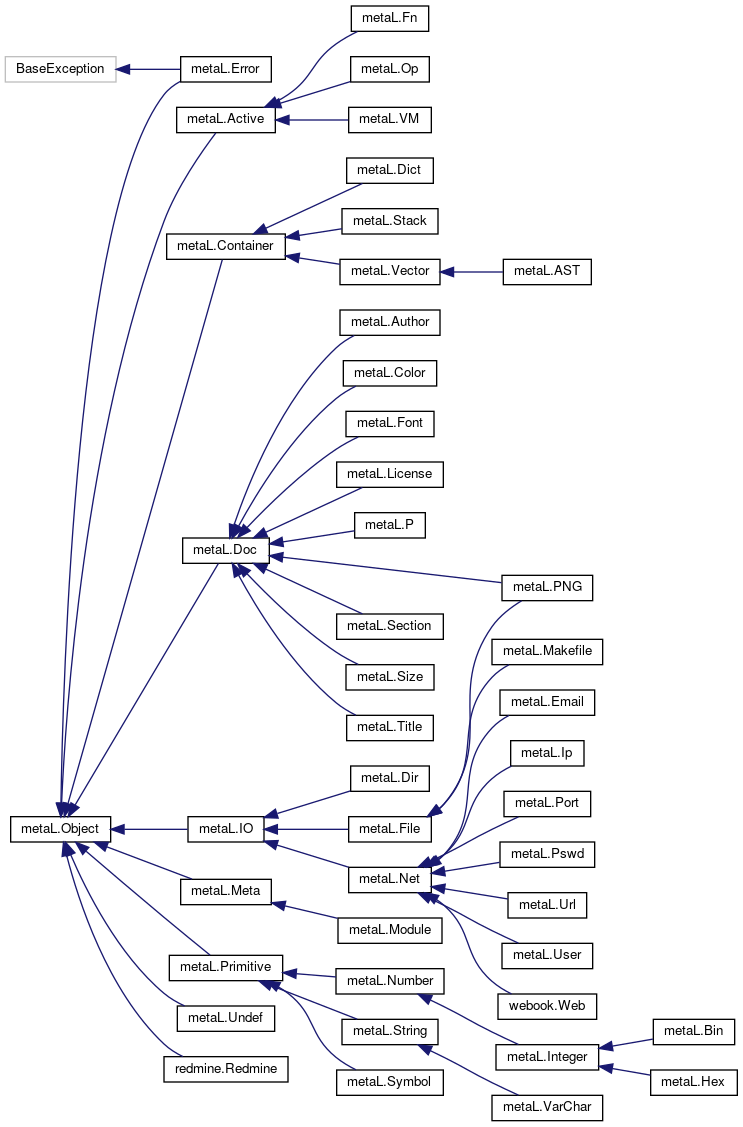 metaL.Fn
BaseException
metaL.Error
metaL.Op
metaL.Active
metaL.VM
metaL.Dict
metaL.Stack
metaL.Container
metaL.Vector
metaL.AST
metaL.Author
metaL.Color
metaL.Font
metaL.License
metaL.P
metaL.Doc
metaL.PNG
metaL.Section
metaL.Makefile
metaL.Size
metaL.Email
metaL.Title
metaL.Ip
metaL.Dir
metaL.Port
metaL.Object
metaL.IO
metaL.File
metaL.Pswd
metaL.Net
metaL.Meta
metaL.Url
metaL.Module
metaL.User
metaL.Primitive
metaL.Number
webook.Web
metaL.Undef
metaL.String
metaL.Bin
metaL.Integer
redmine.Redmine
metaL.Symbol
metaL.Hex
metaL.VarChar